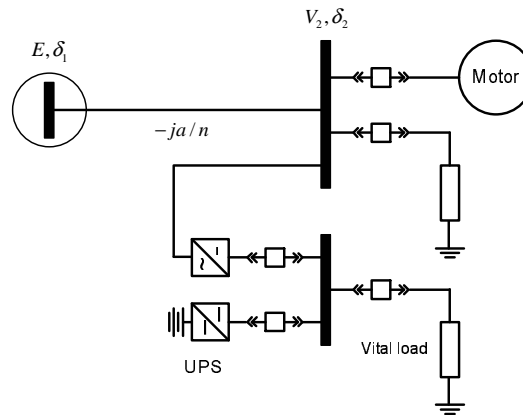 V₂, δ₂
E, δ₁
Motor
−ja/n
Vital load
UPS